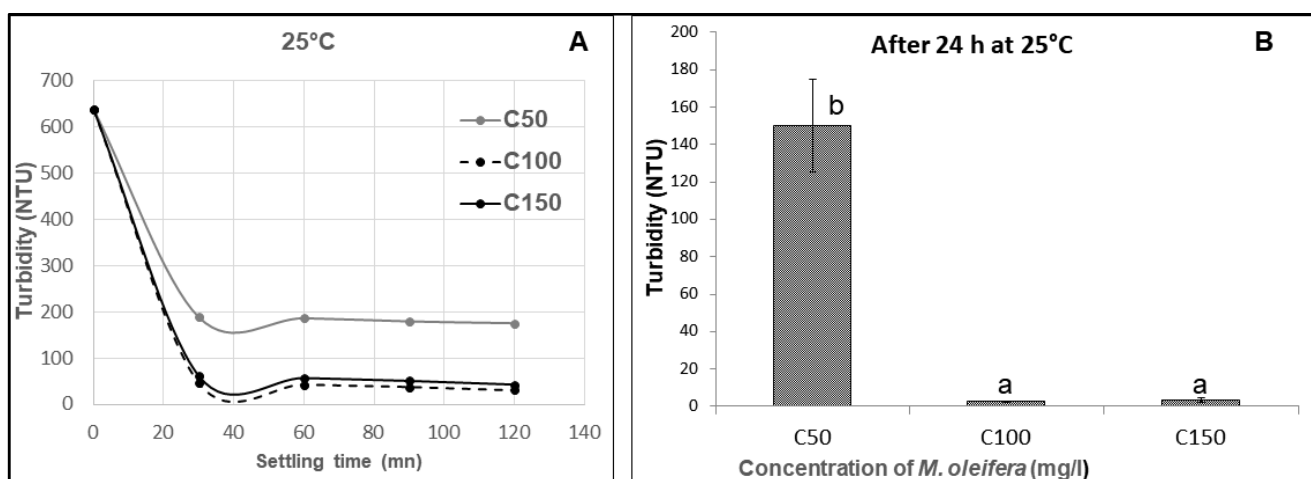 25°C
A
Turbidity (NTU)
700
600
500
400
300
200
100
0
C50
C100
C150
0 20 40 60 80 100 120 140
Settling time (mn)
After 24 h at 25°C
B
Turbidity (NTU)
200
180
160
140
120
100
80
60
40
20
0
b
a
a
C50 C100 C150
Concentration of M. oleifera (mg/l)